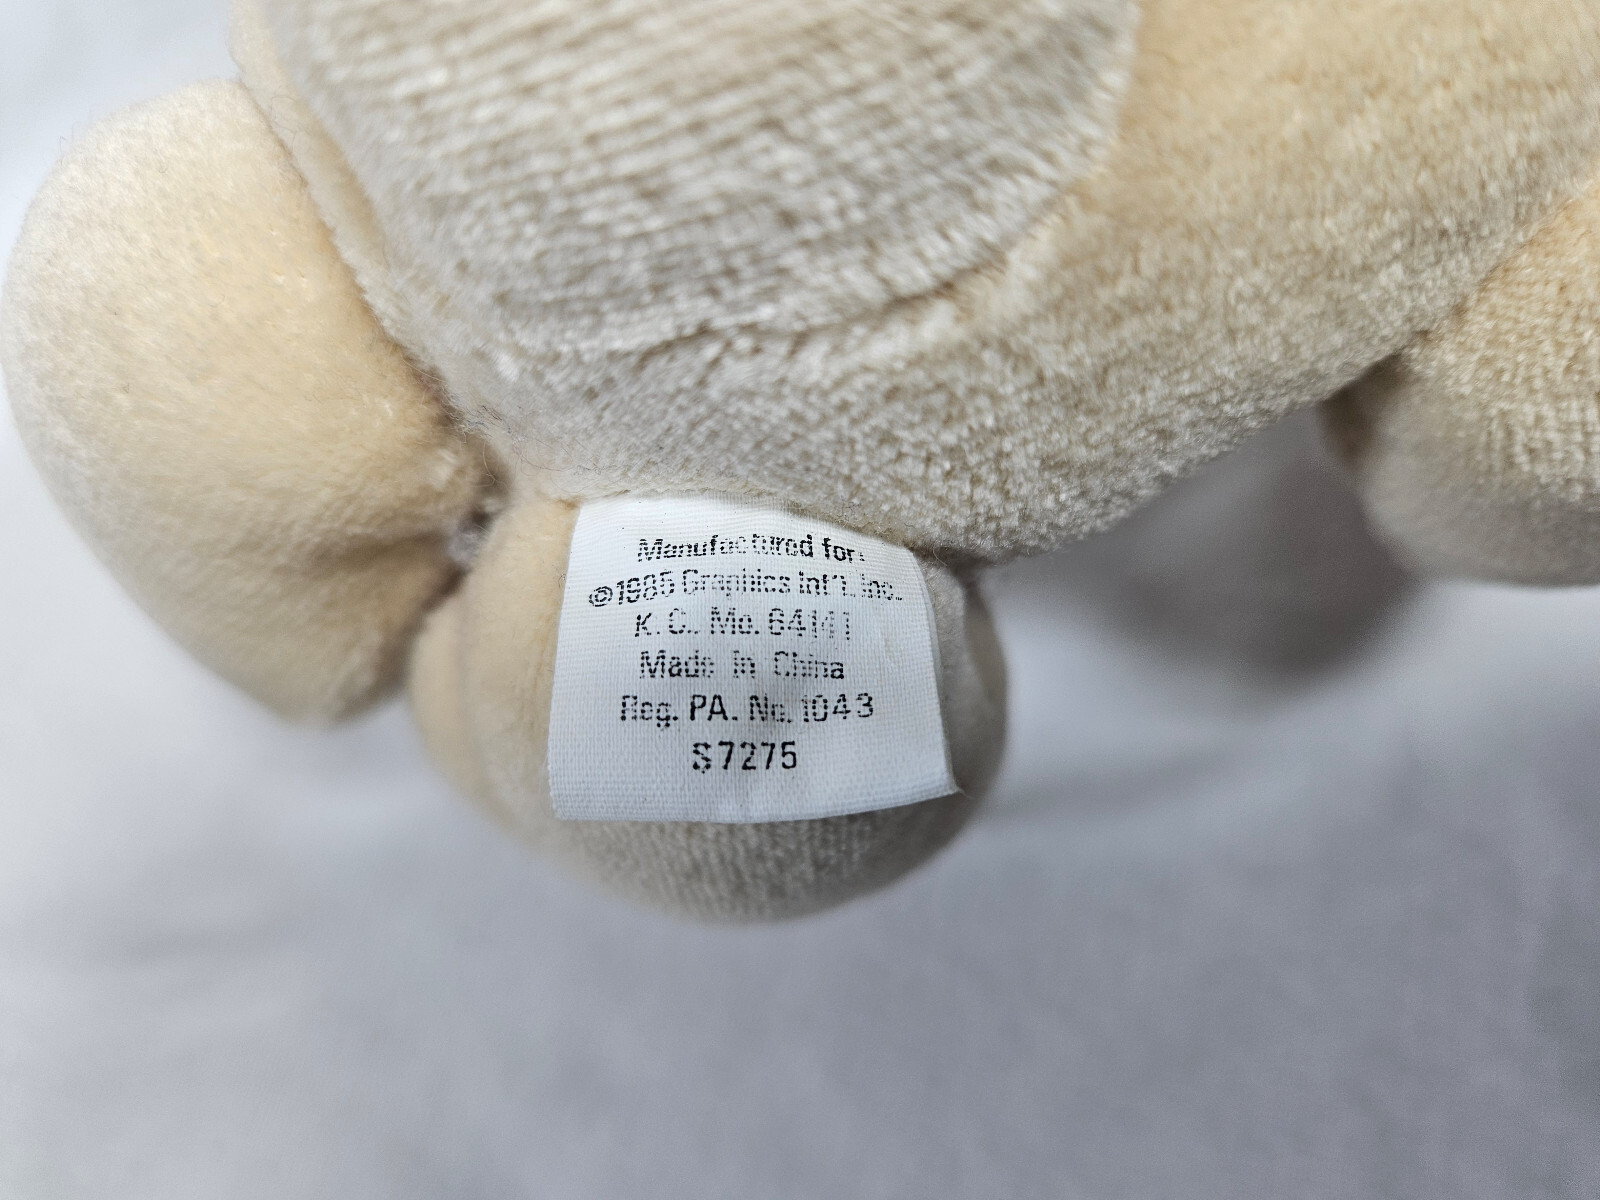 Manufactured for:
©1985 Graphics Int'l. Inc.
K.C.. Mo. 64141
Made In China
Reg. PA. No. 1043
S7275